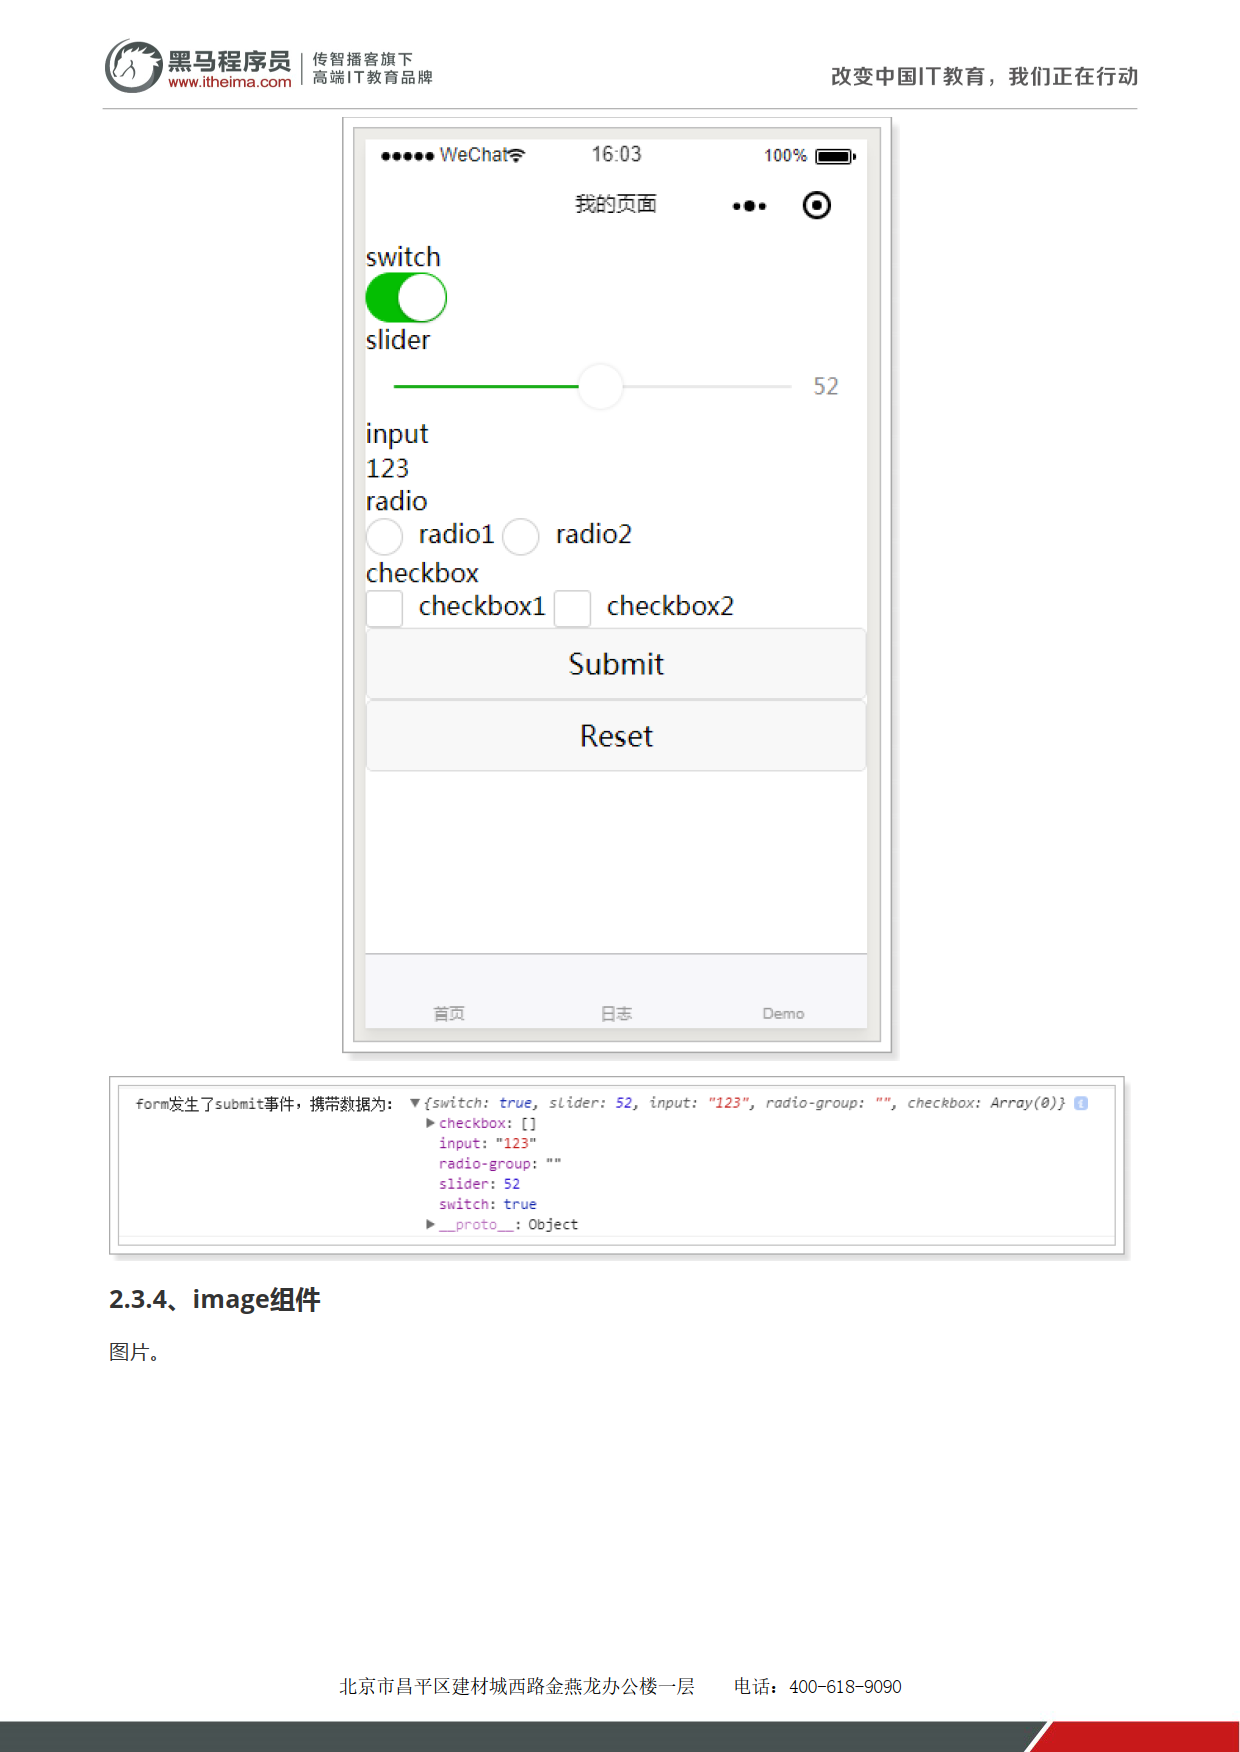 黑马程序员
www.itheima.com
传智播客旗下
高端IT教育品牌
改变中国IT教育，我们正在行动
WeChat 16:03 100%
我的页面
switch
slider
52
input
123
radio
radio1 radio2
checkbox
checkbox1 checkbox2
Submit
Reset
首页 日志 Demo
form发生了submit事件，携带数据为： ▼{switch: true, slider: 52, input: "123", radio-group: "", checkbox: Array(0)} i
▶checkbox: []
input: "123"
radio-group: ""
slider: 52
switch: true
▶__proto__: Object
2.3.4、image组件
图片。
北京市昌平区建材城西路金燕龙办公楼一层 电话：400-618-9090